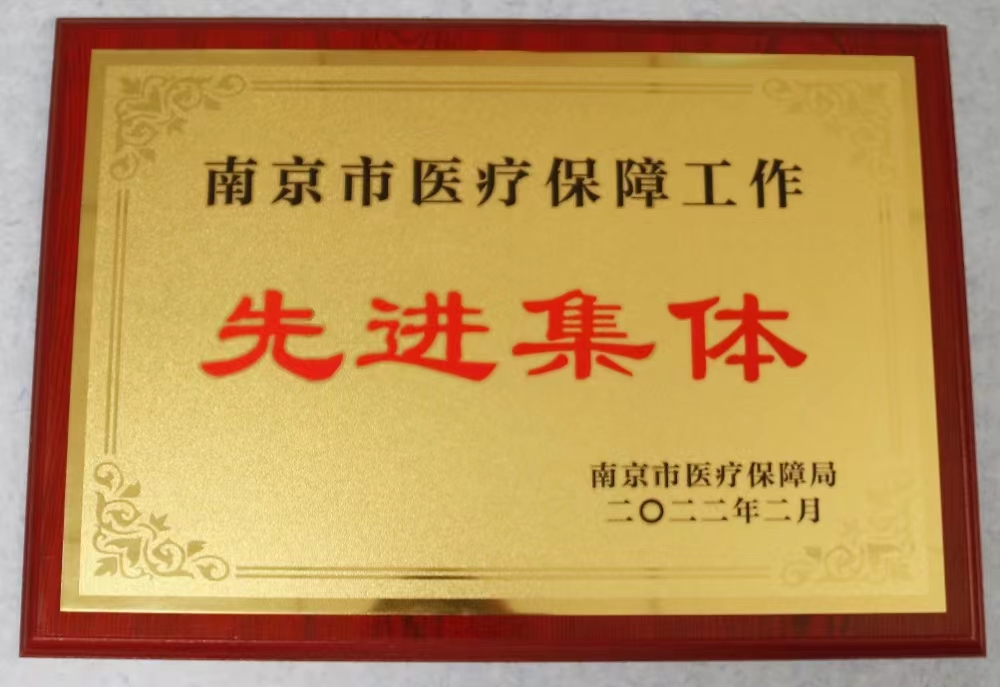 南京市医疗保障工作
先进集体
南京市医疗保障局
二〇二二年二月